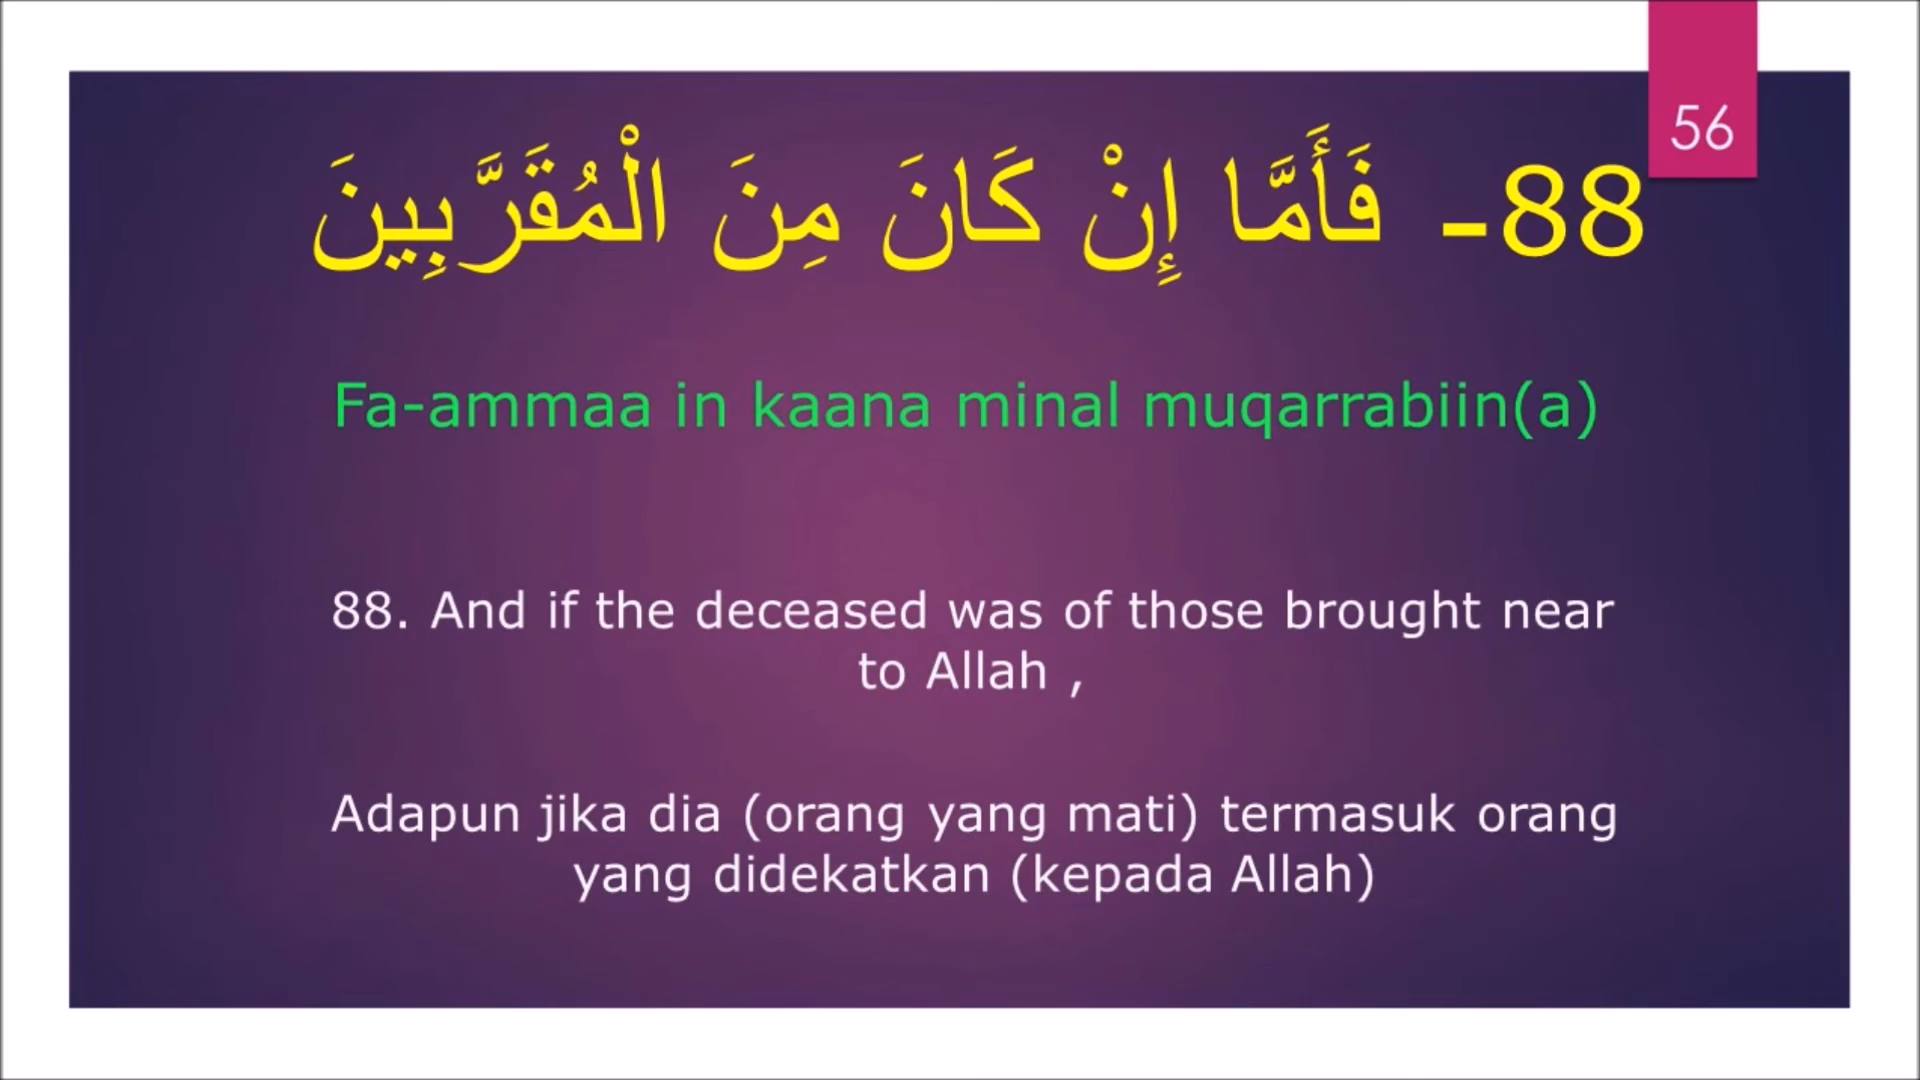 56
88- فَأَمَّا إِنْ كَانَ مِنَ الْمُقَرَّبِينَ
Fa-ammaa in kaana minal muqarrabiin(a)
88. And if the deceased was of those brought near
to Allah ,
Adapun jika dia (orang yang mati) termasuk orang
yang didekatkan (kepada Allah)